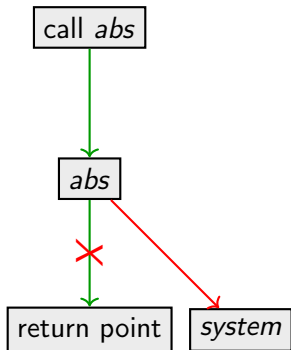 call abs
abs
return point
system